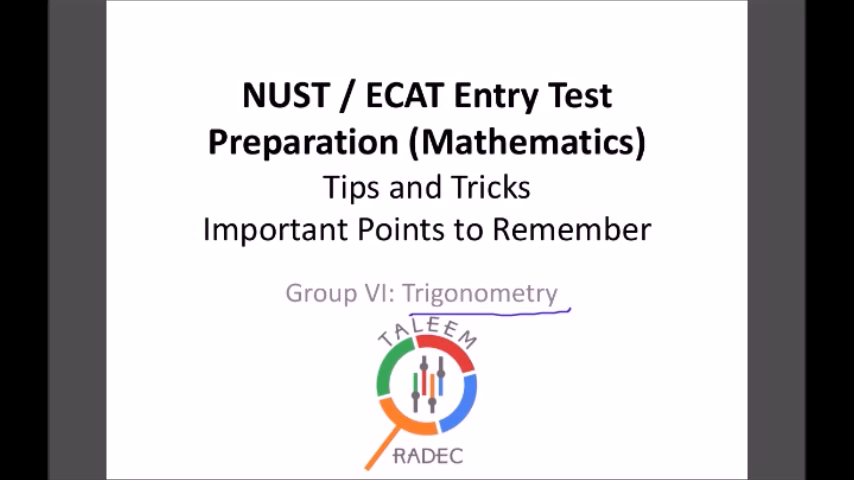 NUST / ECAT Entry Test
Preparation (Mathematics)
Tips and Tricks
Important Points to Remember
Group VI: Trigonometry
TALEEM
RADEC